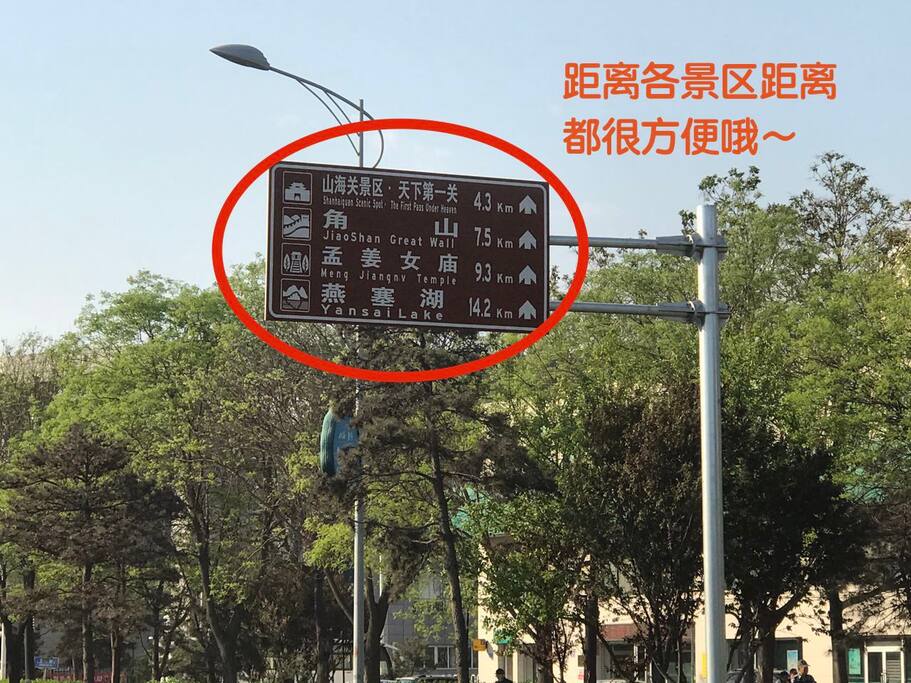 距离各景区距离
都很方便哦～
山海关景区·天下第一关 4.3 Km
Shanhaiguan Scenic Spot·The First Pass Under Heaven
角山 7.5 Km
JiaoShan Great Wall
孟姜女庙 9.3 Km
Meng Jiangnv Temple
燕塞湖 14.2 Km
Yansai Lake